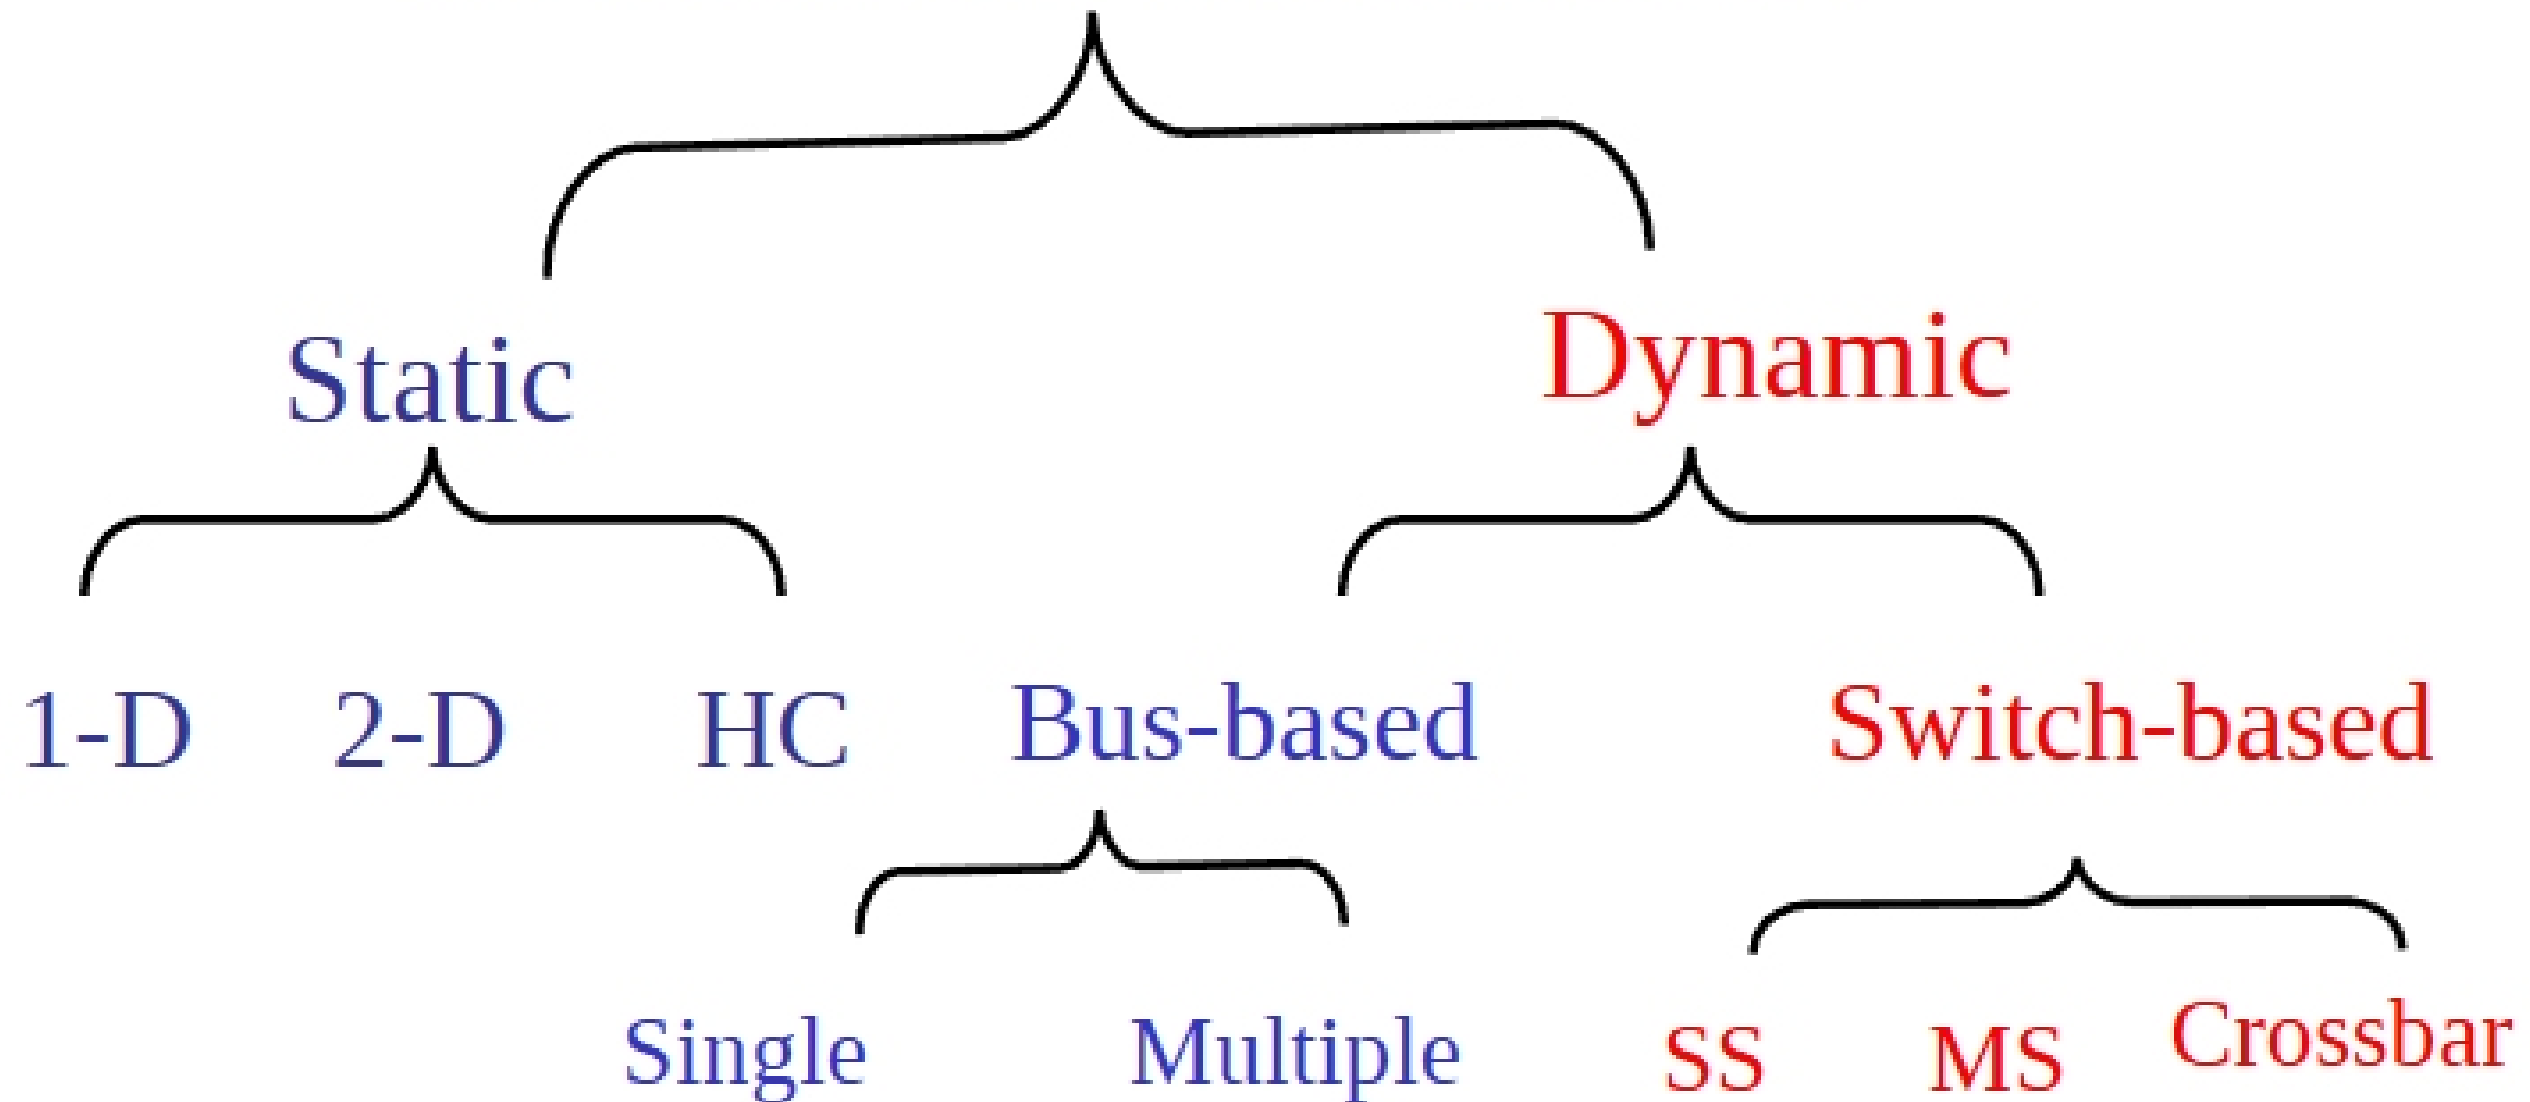 Static Dynamic
1-D 2-D HC Bus-based Switch-based
Single Multiple SS MS Crossbar